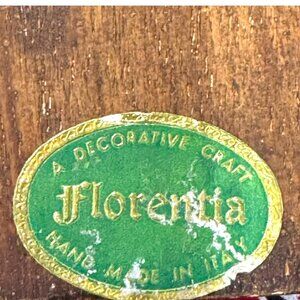 A DECORATIVE CRAFT
Florentia
HAND MADE IN ITALY